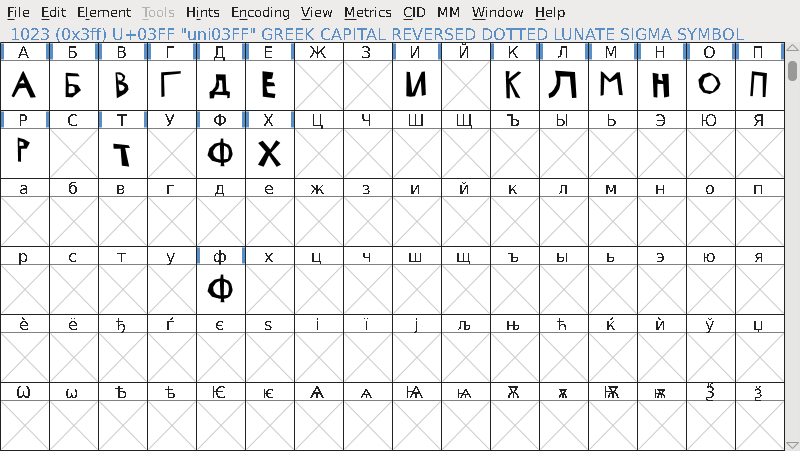 File Edit Element Tools Hints Encoding View Metrics CID MM Window Help
1023 (0x3ff) U+03FF "uni03FF" GREEK CAPITAL REVERSED DOTTED LUNATE SIGMA SYMBOL
А Б В Г Д Е Ж З И Й К Л М Н О П
А Б В Г Д Е И К Л М Н О П
Р С Т У Ф Х Ц Ч Ш Щ Ъ Ы Ь Э Ю Я
Р Т Ф Х
а б в г д е ж з и й к л м н о п
р с т у ф х ц ч ш щ ъ ы ь э ю я
Ф
ѐ ё ђ ѓ є ѕ і ї ј љ њ ћ ќ ѝ ў џ
Ѡ ѡ Ѣ ѣ Ѥ ѥ Ѧ ѧ Ѩ ѩ Ѫ ѫ Ѭ ѭ Ѯ ѯ